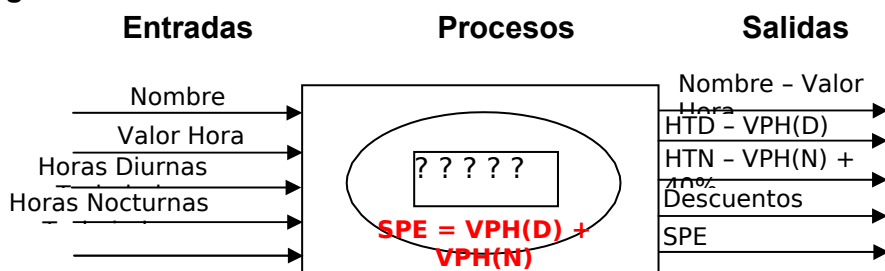 Entradas Procesos Salidas
Nombre
Valor Hora
Horas Diurnas
Horas Nocturnas
? ? ? ? ?
SPE = VPH(D) +
VPH(N)
Nombre – Valor
HTD – VPH(D)
HTN – VPH(N) +
Descuentos
SPE